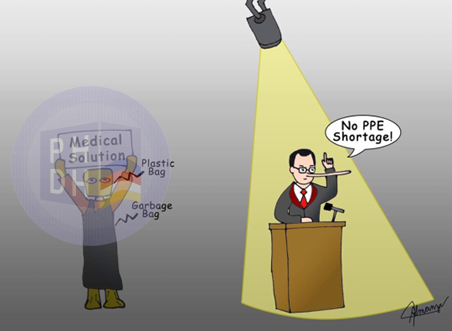 Medical
Solution
Plastic
Bag
Garbage
Bag
No PPE
Shortage!